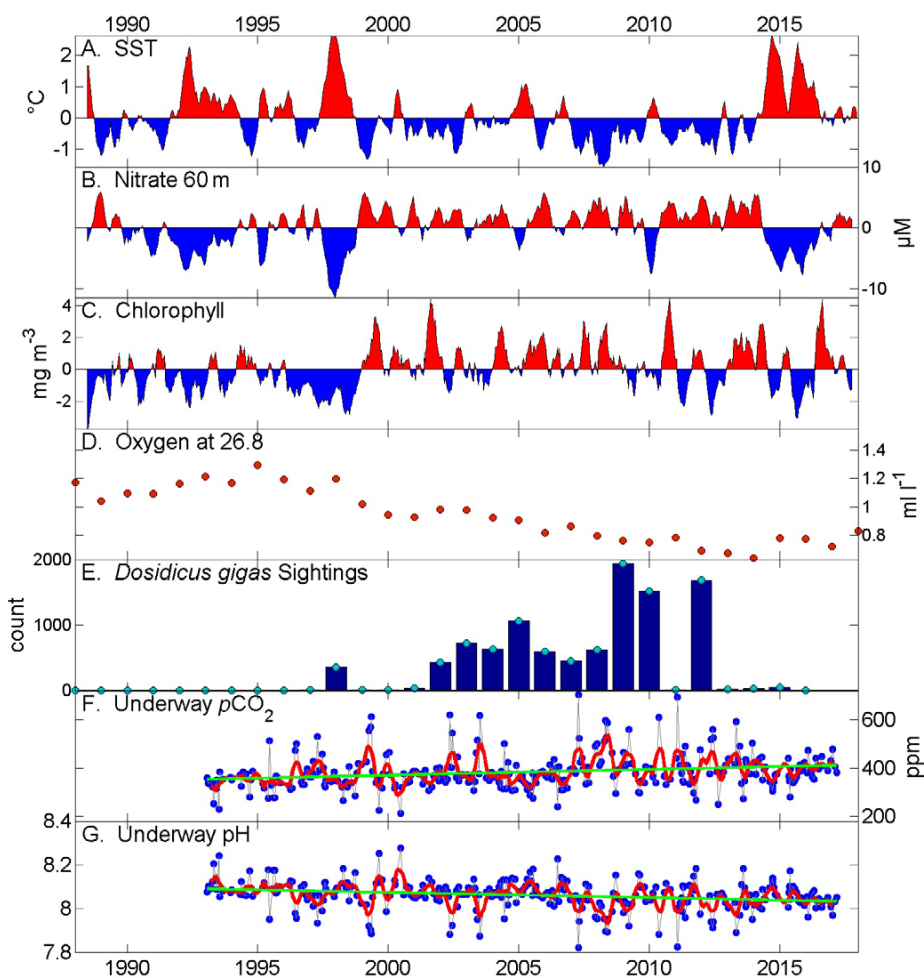 1990 1995 2000 2005 2010 2015
A. SST
2
1
0
-1
°C
B. Nitrate 60 m
10
0
-10
µM
C. Chlorophyll
4
2
0
-2
mg m⁻³
D. Oxygen at 26.8
1.4
1.2
1
0.8
ml l⁻¹
E. Dosidicus gigas Sightings
2000
1000
0
count
F. Underway pCO₂
600
400
200
ppm
G. Underway pH
8.4
8.2
8
7.8
1990 1995 2000 2005 2010 2015